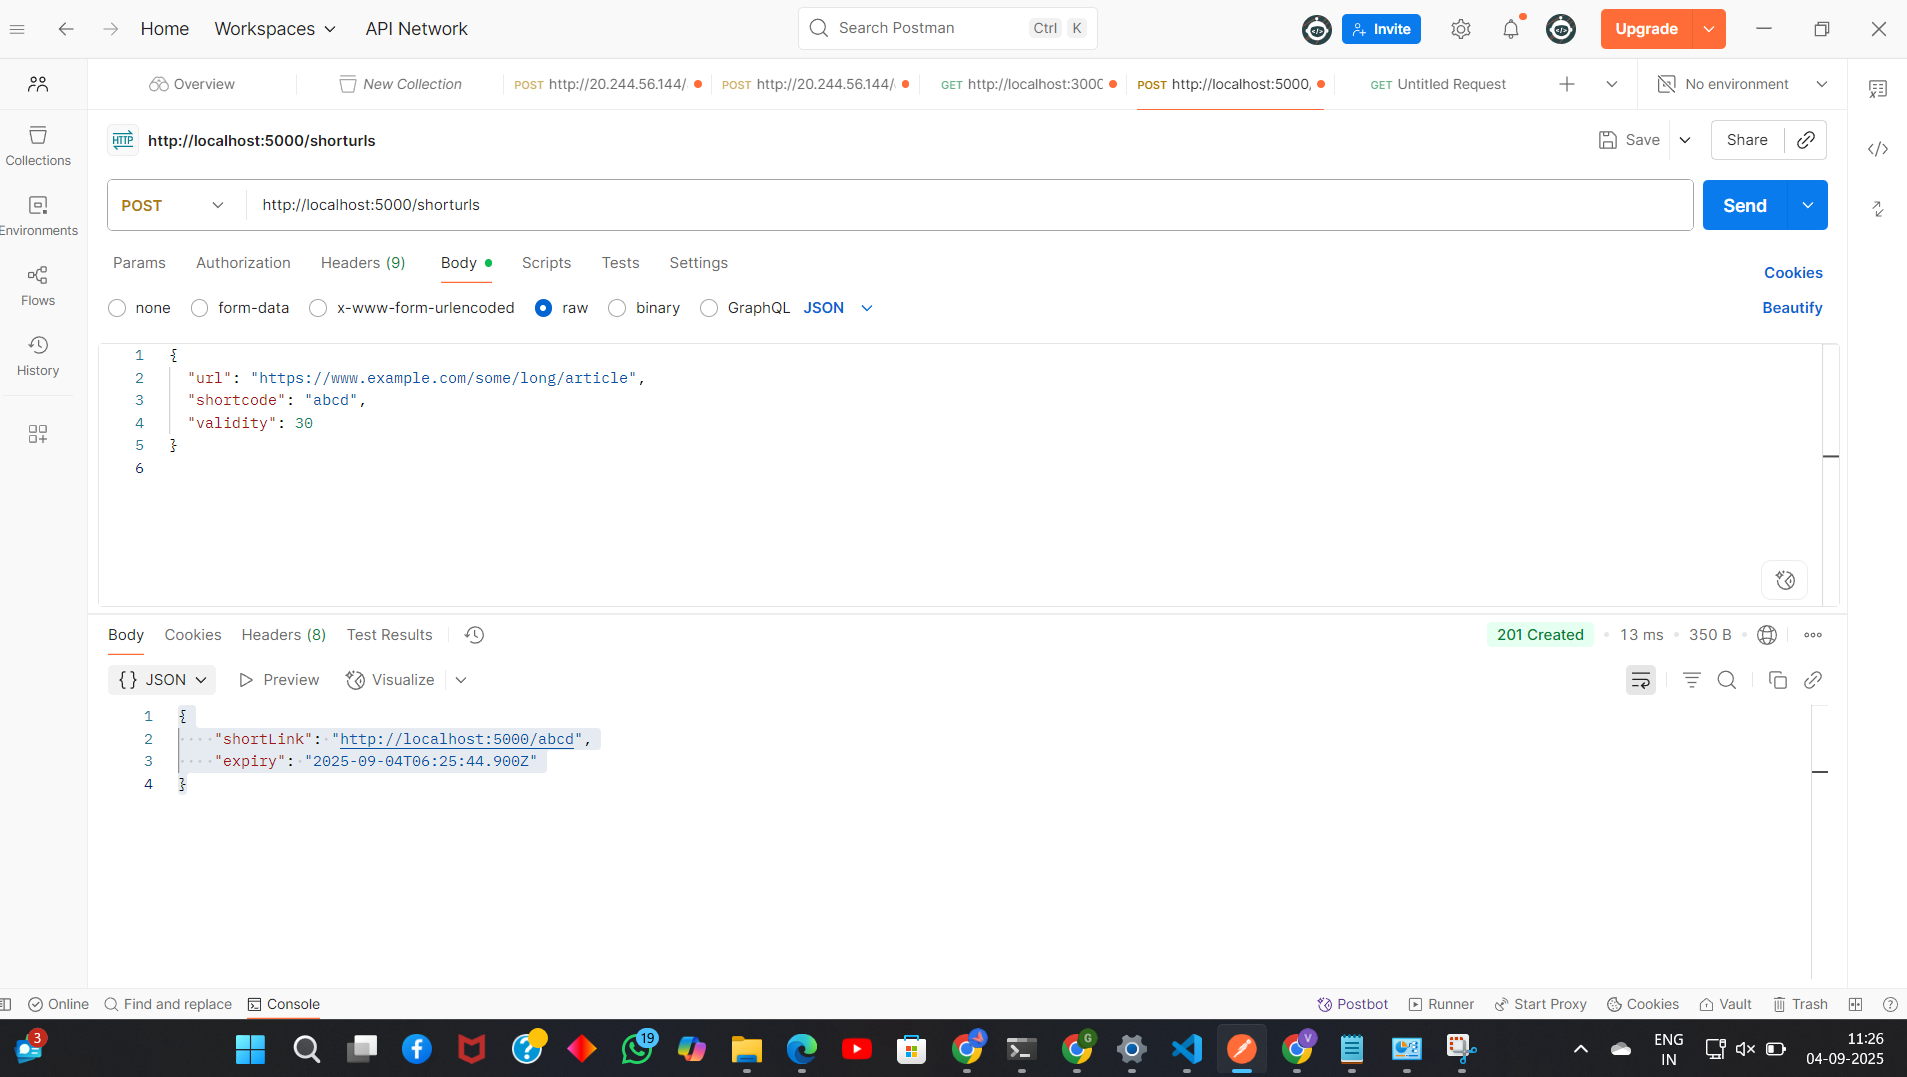 Home Workspaces API Network Search Postman Ctrl K Invite Upgrade
Overview New Collection POST http://20.244.56.144/ POST http://20.244.56.144/ GET http://localhost:3000 POST http://localhost:5000/ GET Untitled Request No environment
HTTP http://localhost:5000/shorturls Save Share
Collections
Environments
Flows
History
POST http://localhost:5000/shorturls Send
Params Authorization Headers (9) Body Scripts Tests Settings Cookies
none form-data x-www-form-urlencoded raw binary GraphQL JSON Beautify
1 {
2 "url": "https://www.example.com/some/long/article",
3 "shortcode": "abcd",
4 "validity": 30
5 }
6
Body Cookies Headers (8) Test Results 201 Created 13 ms 350 B
{} JSON Preview Visualize
1 {
2 "shortLink": "http://localhost:5000/abcd",
3 "expiry": "2025-09-04T06:25:44.900Z"
4 }
Online Find and replace Console Postbot Runner Start Proxy Cookies Vault Trash
3 19 G V ENG 11:26
IN 04-09-2025